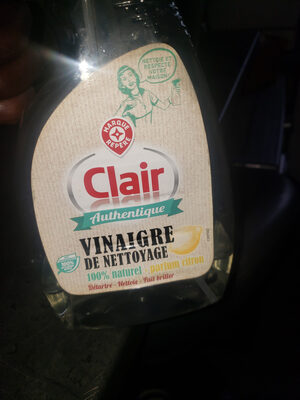 NETTOIE ET
RESPECTE
NOTRE
MAISON!
MARQUE
REPÈRE
Clair
Authentique
VINAIGRE
DE NETTOYAGE
100% naturel - parfum citron
Détartre - Nettoie - Fait briller